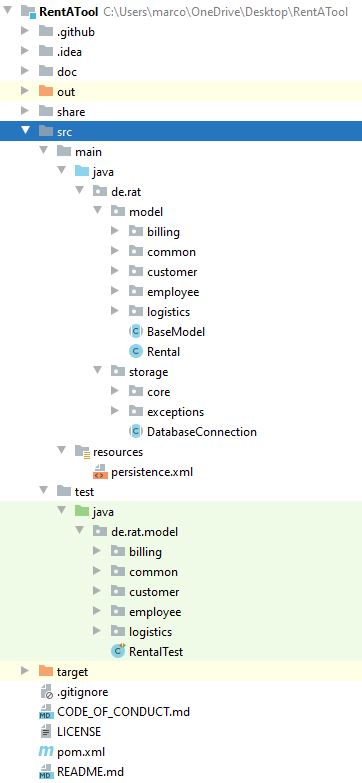 RentATool C:\Users\marco\OneDrive\Desktop\RentATool
.github
.idea
doc
out
share
src
main
java
de.rat
model
billing
common
customer
employee
logistics
BaseModel
Rental
storage
core
exceptions
DatabaseConnection
resources
persistence.xml
test
java
de.rat.model
billing
common
customer
employee
logistics
RentalTest
target
.gitignore
CODE_OF_CONDUCT.md
LICENSE
pom.xml
README.md